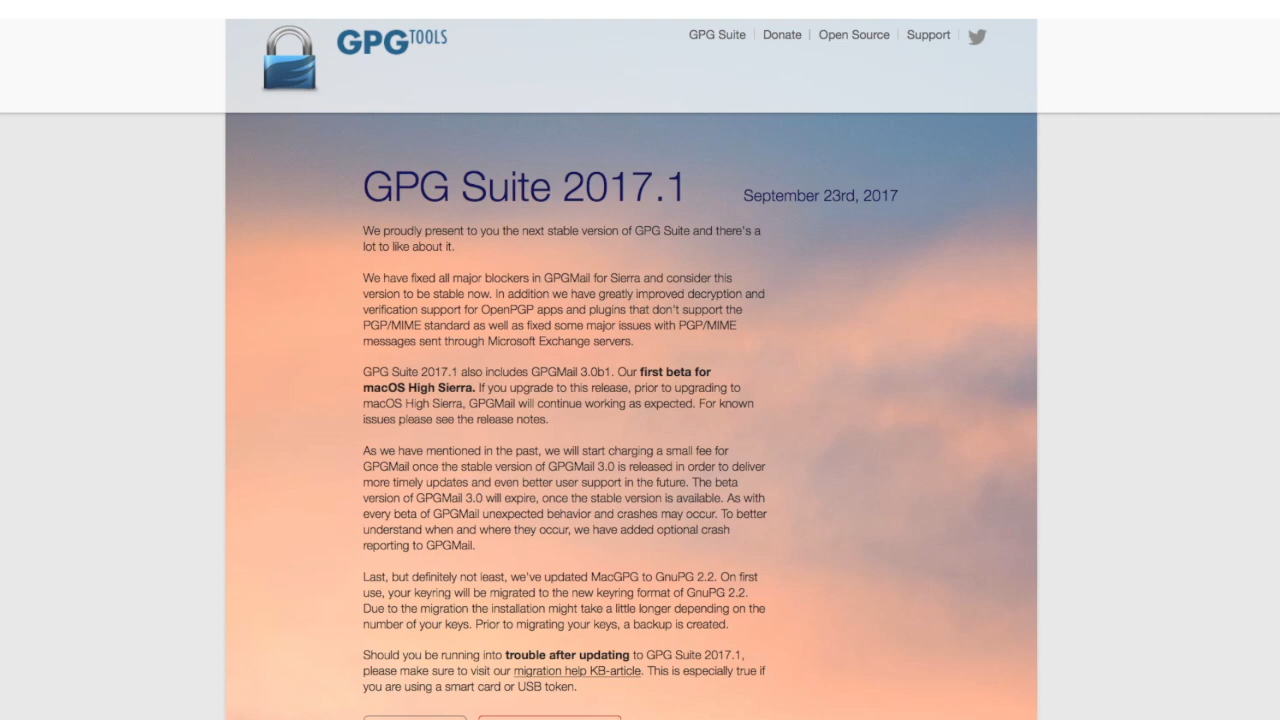 GPGTOOLS
GPG Suite
Donate
Open Source
Support
GPG Suite 2017.1
September 23rd, 2017
We proudly present to you the next stable version of GPG Suite and there's a
lot to like about it.
We have fixed all major blockers in GPGMail for Sierra and consider this
version to be stable now. In addition we have greatly improved decryption and
verification support for OpenPGP apps and plugins that don't support the
PGP/MIME standard as well as fixed some major issues with PGP/MIME
messages sent through Microsoft Exchange servers.
GPG Suite 2017.1 also includes GPGMail 3.0b1. Our first beta for
macOS High Sierra. If you upgrade to this release, prior to upgrading to
macOS High Sierra, GPGMail will continue working as expected. For known
issues please see the release notes.
As we have mentioned in the past, we will start charging a small fee for
GPGMail once the stable version of GPGMail 3.0 is released in order to deliver
more timely updates and even better user support in the future. The beta
version of GPGMail 3.0 will expire, once the stable version is available. As with
every beta of GPGMail unexpected behavior and crashes may occur. To better
understand when and where they occur, we have added optional crash
reporting to GPGMail.
Last, but definitely not least, we've updated MacGPG to GnuPG 2.2. On first
use, your keyring will be migrated to the new keyring format of GnuPG 2.2.
Due to the migration the installation might take a little longer depending on the
number of your keys. Prior to migrating your keys, a backup is created.
Should you be running into trouble after updating to GPG Suite 2017.1,
please make sure to visit our migration help KB-article. This is especially true if
you are using a smart card or USB token.